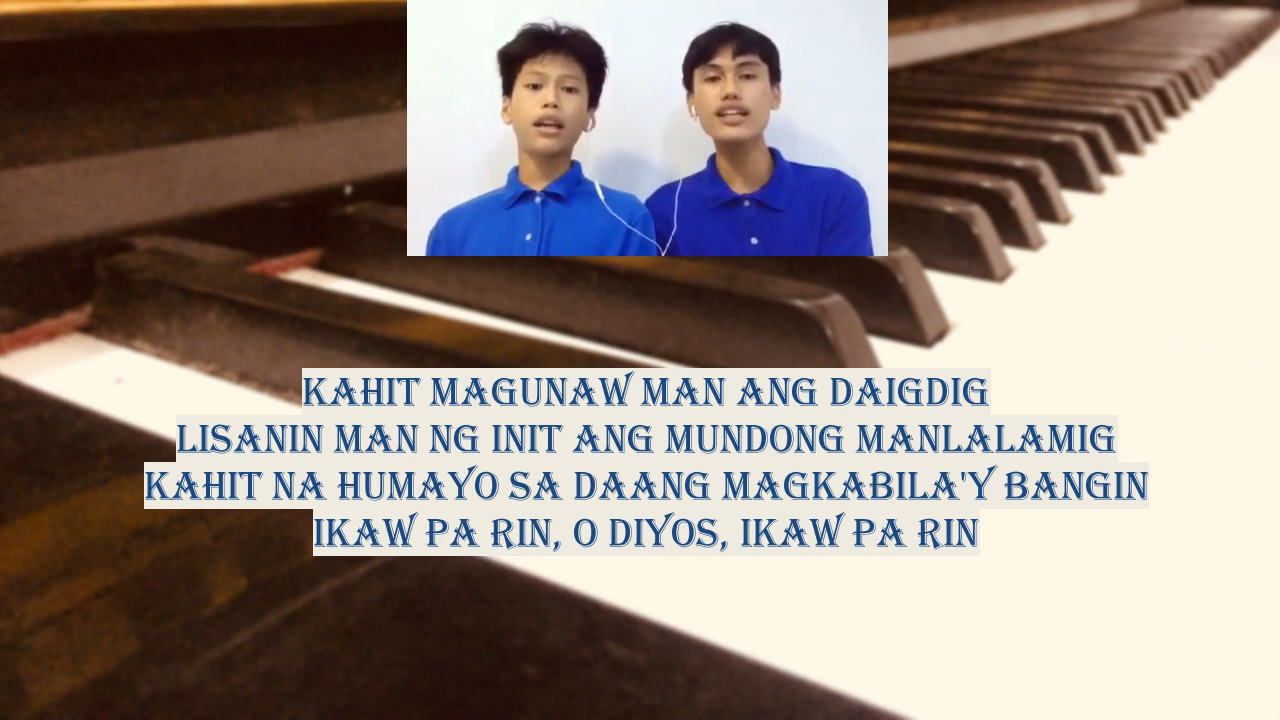 KAHIT MAGUNAW MAN ANG DAIGDIG
LISANIN MAN NG INIT ANG MUNDONG MANLALAMIG
KAHIT NA HUMAYO SA DAANG MAGKABILA'Y BANGIN
IKAW PA RIN, O DIYOS, IKAW PA RIN